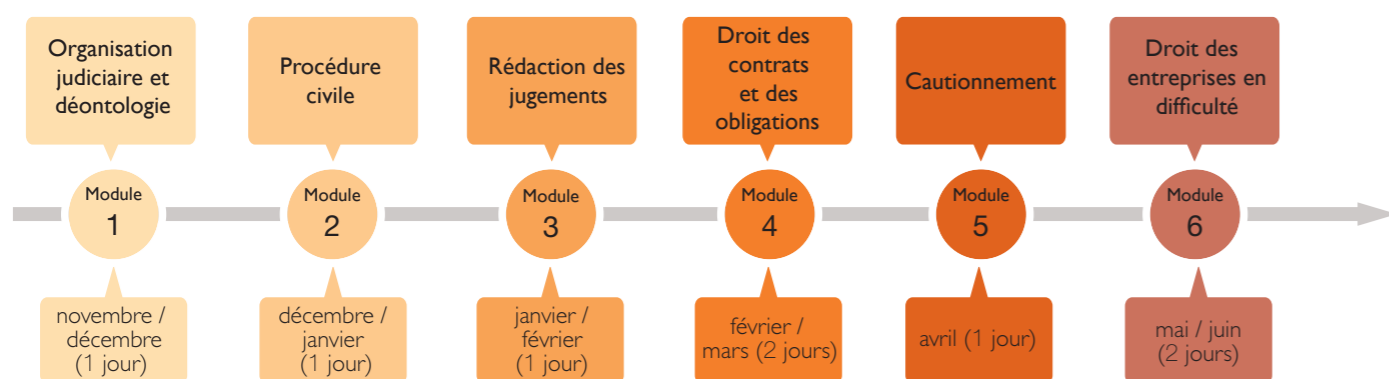 Organisation
judiciaire et
déontologie
Procédure
civile
Rédaction des
jugements
Droit des
contrats
et des
obligations
Cautionnement
Droit des
entreprises en
difficulté
Module
1
Module
2
Module
3
Module
4
Module
5
Module
6
novembre /
décembre
(1 jour)
décembre /
janvier
(1 jour)
janvier /
février
(1 jour)
février /
mars (2 jours)
avril (1 jour)
mai / juin
(2 jours)